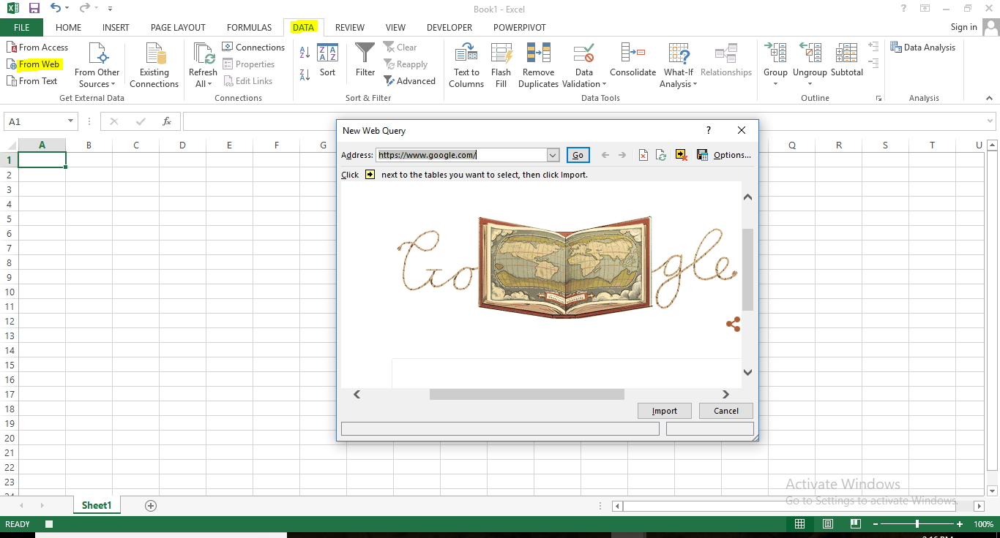 Book1 - Excel
FILE HOME INSERT PAGE LAYOUT FORMULAS DATA REVIEW VIEW DEVELOPER POWERPIVOT Sign in
From Access
From Web
From Text
From Other Sources
Existing Connections
Get External Data
Refresh All
Connections
Properties
Edit Links
Connections
A Z
Z A
Z A A Z
Sort
Filter
Clear
Reapply
Advanced
Sort & Filter
Text to Columns
Flash Fill
Remove Duplicates
Data Validation
Consolidate
What-If Analysis
Relationships
Data Tools
Group
Ungroup
Subtotal
Outline
Data Analysis
Analysis
A1 fx
A B C D E F G Q R S T U
1
2
3
4
5
6
7
8
9
10
11
12
13
14
15
16
17
18
19
20
21
22
23
24
New Web Query ?
Address: https://www.google.com/ Go Options...
Click next to the tables you want to select, then click Import.
Google
Import Cancel
Activate Windows
Go to Settings to activate Windows.
Sheet1
READY 100%